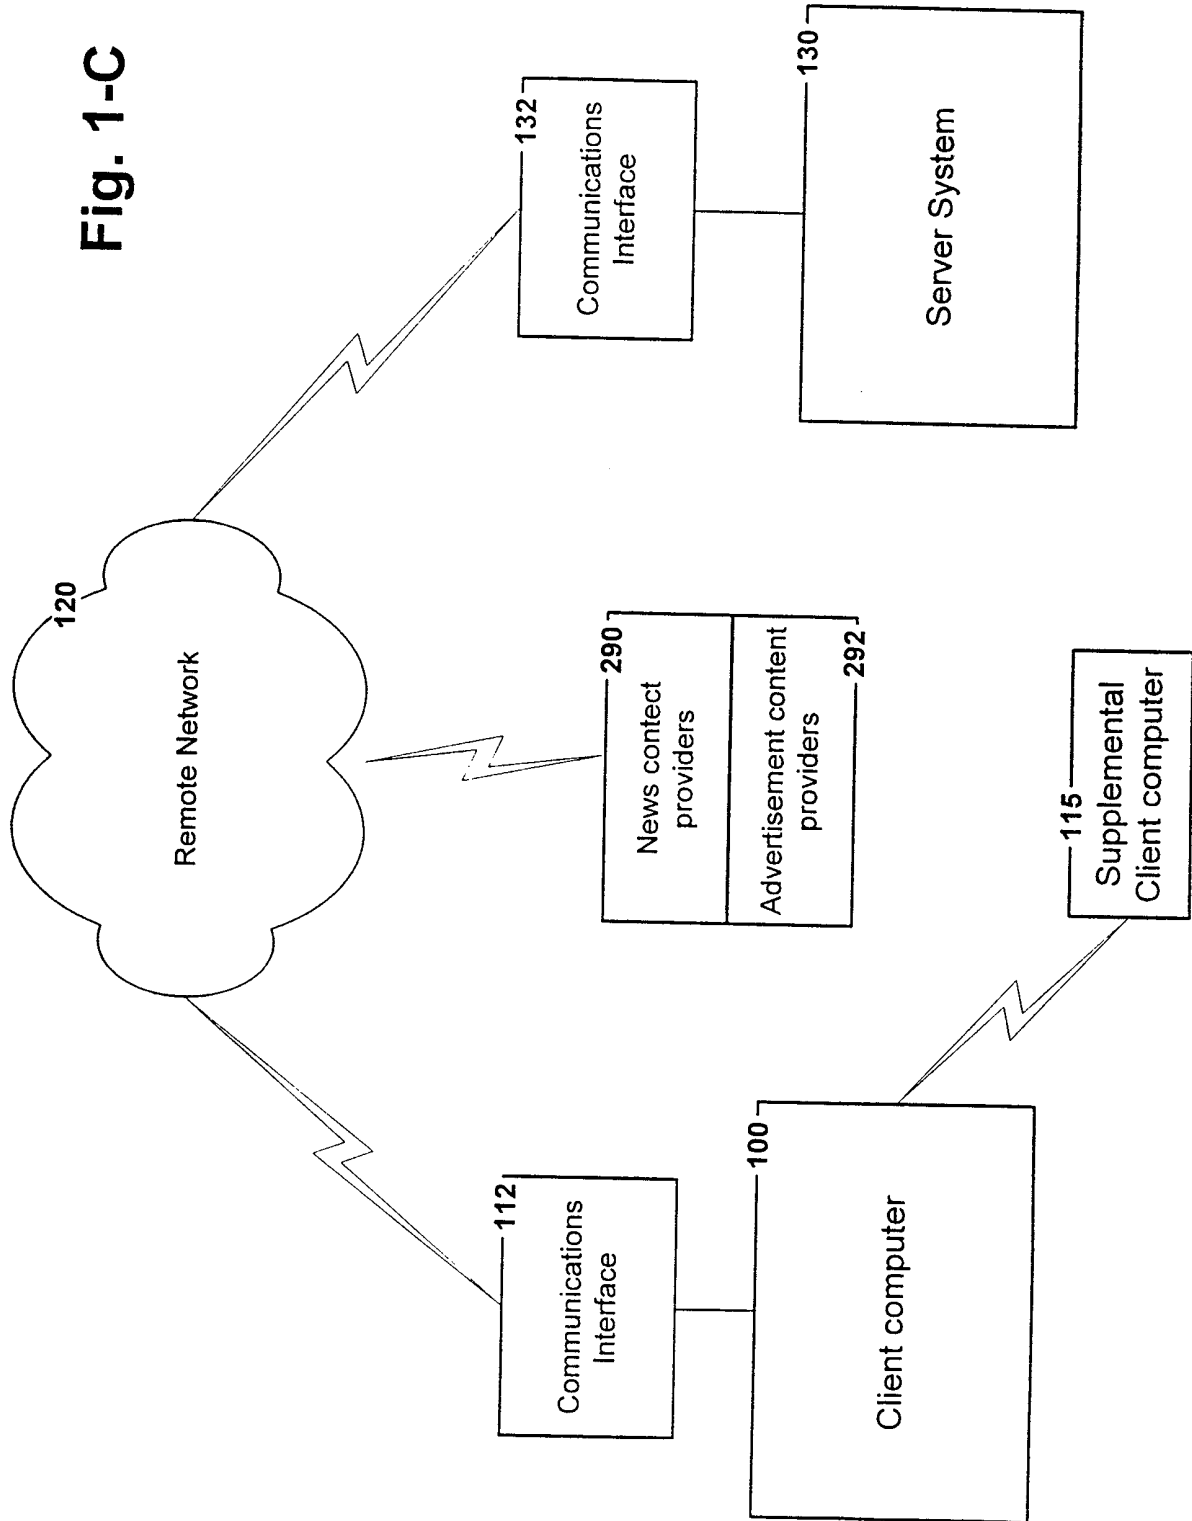 Fig. 1-C
120
Remote Network
112
Communications
Interface
290
News contect
providers
Advertisement content
providers
292
132
Communications
Interface
100
Client computer
115
Supplemental
Client computer
130
Server System